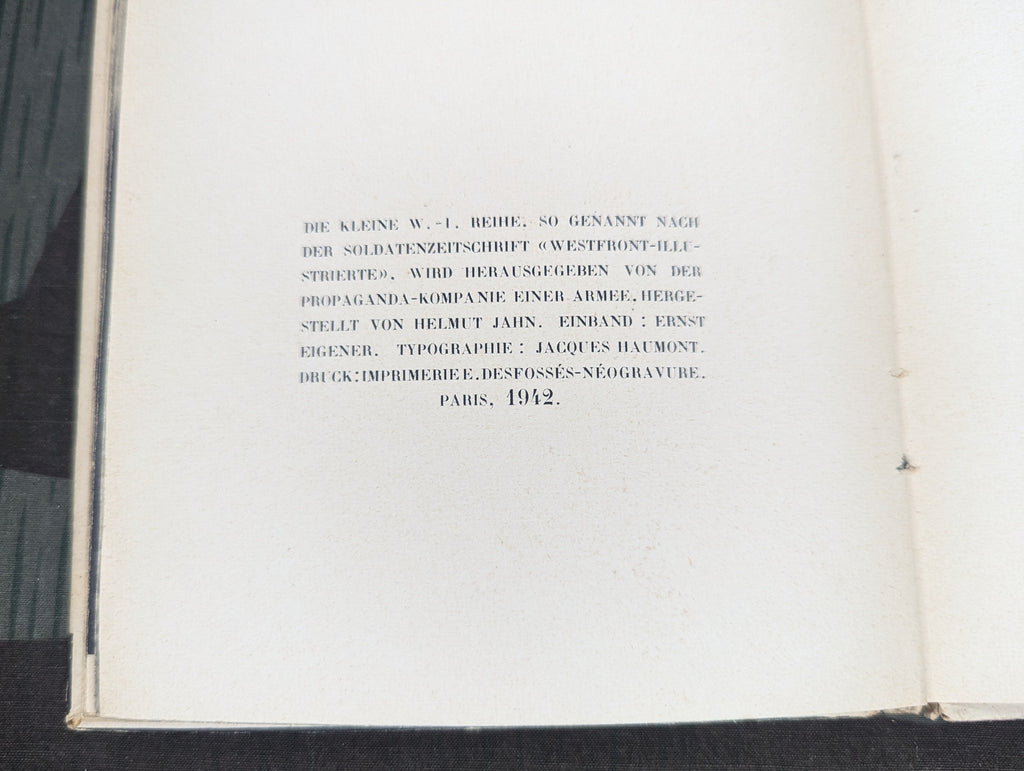 DIE KLEINE W.-I. REIHE. SO GENANNT NACH
DER SOLDATENZEITSCHRIFT «WESTFRONT-ILLU-
STRIERTE», WIRD HERAUSGEGEBEN VON DER
PROPAGANDA-KOMPANIE EINER ARMEE. HERGE-
STELLT VON HELMUT JAHN. EINBAND : ERNST
EIGENER. TYPOGRAPHIE : JACQUES HAUMONT.
DRUCK: IMPRIMERIE E. DESFOSSÉS-NÉOGRAVURE.
PARIS, 1942.